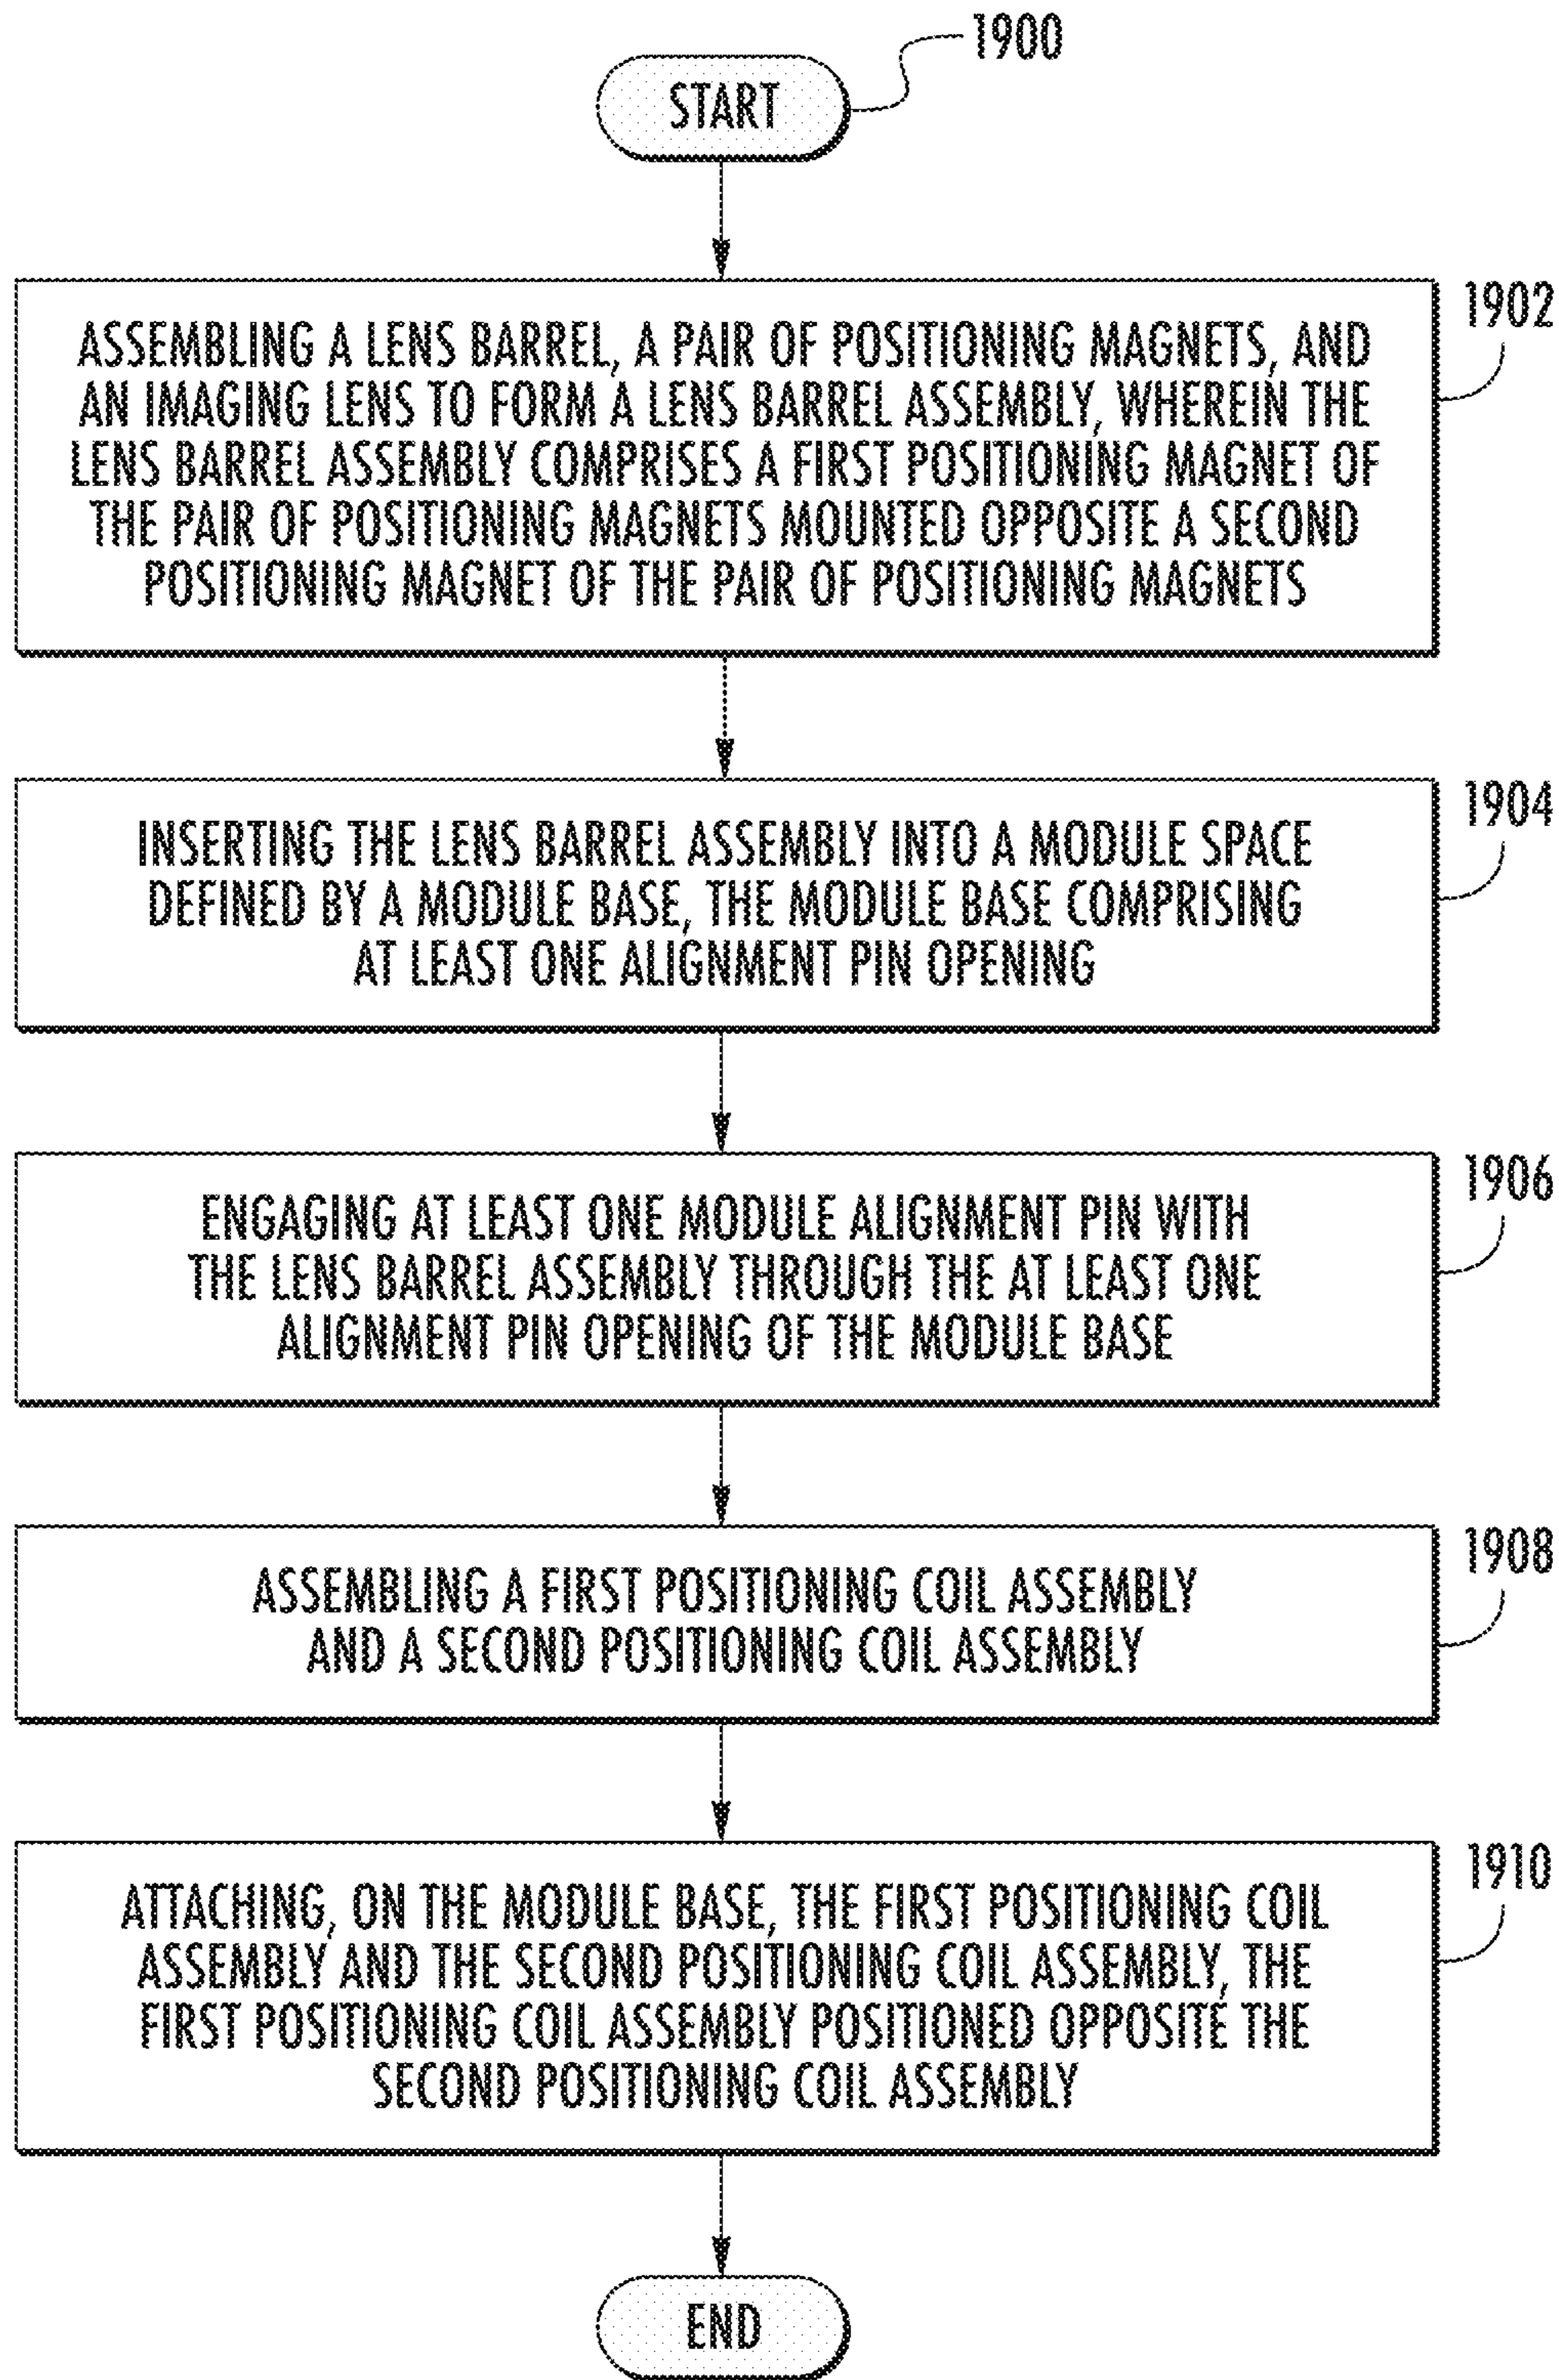 1900
START
1902
ASSEMBLING A LENS BARREL, A PAIR OF POSITIONING MAGNETS, AND
AN IMAGING LENS TO FORM A LENS BARREL ASSEMBLY, WHEREIN THE
LENS BARREL ASSEMBLY COMPRISES A FIRST POSITIONING MAGNET OF
THE PAIR OF POSITIONING MAGNETS MOUNTED OPPOSITE A SECOND
POSITIONING MAGNET OF THE PAIR OF POSITIONING MAGNETS
1904
INSERTING THE LENS BARREL ASSEMBLY INTO A MODULE SPACE
DEFINED BY A MODULE BASE, THE MODULE BASE COMPRISING
AT LEAST ONE ALIGNMENT PIN OPENING
1906
ENGAGING AT LEAST ONE MODULE ALIGNMENT PIN WITH
THE LENS BARREL ASSEMBLY THROUGH THE AT LEAST ONE
ALIGNMENT PIN OPENING OF THE MODULE BASE
1908
ASSEMBLING A FIRST POSITIONING COIL ASSEMBLY
AND A SECOND POSITIONING COIL ASSEMBLY
1910
ATTACHING, ON THE MODULE BASE, THE FIRST POSITIONING COIL
ASSEMBLY AND THE SECOND POSITIONING COIL ASSEMBLY, THE
FIRST POSITIONING COIL ASSEMBLY POSITIONED OPPOSITE THE
SECOND POSITIONING COIL ASSEMBLY
END